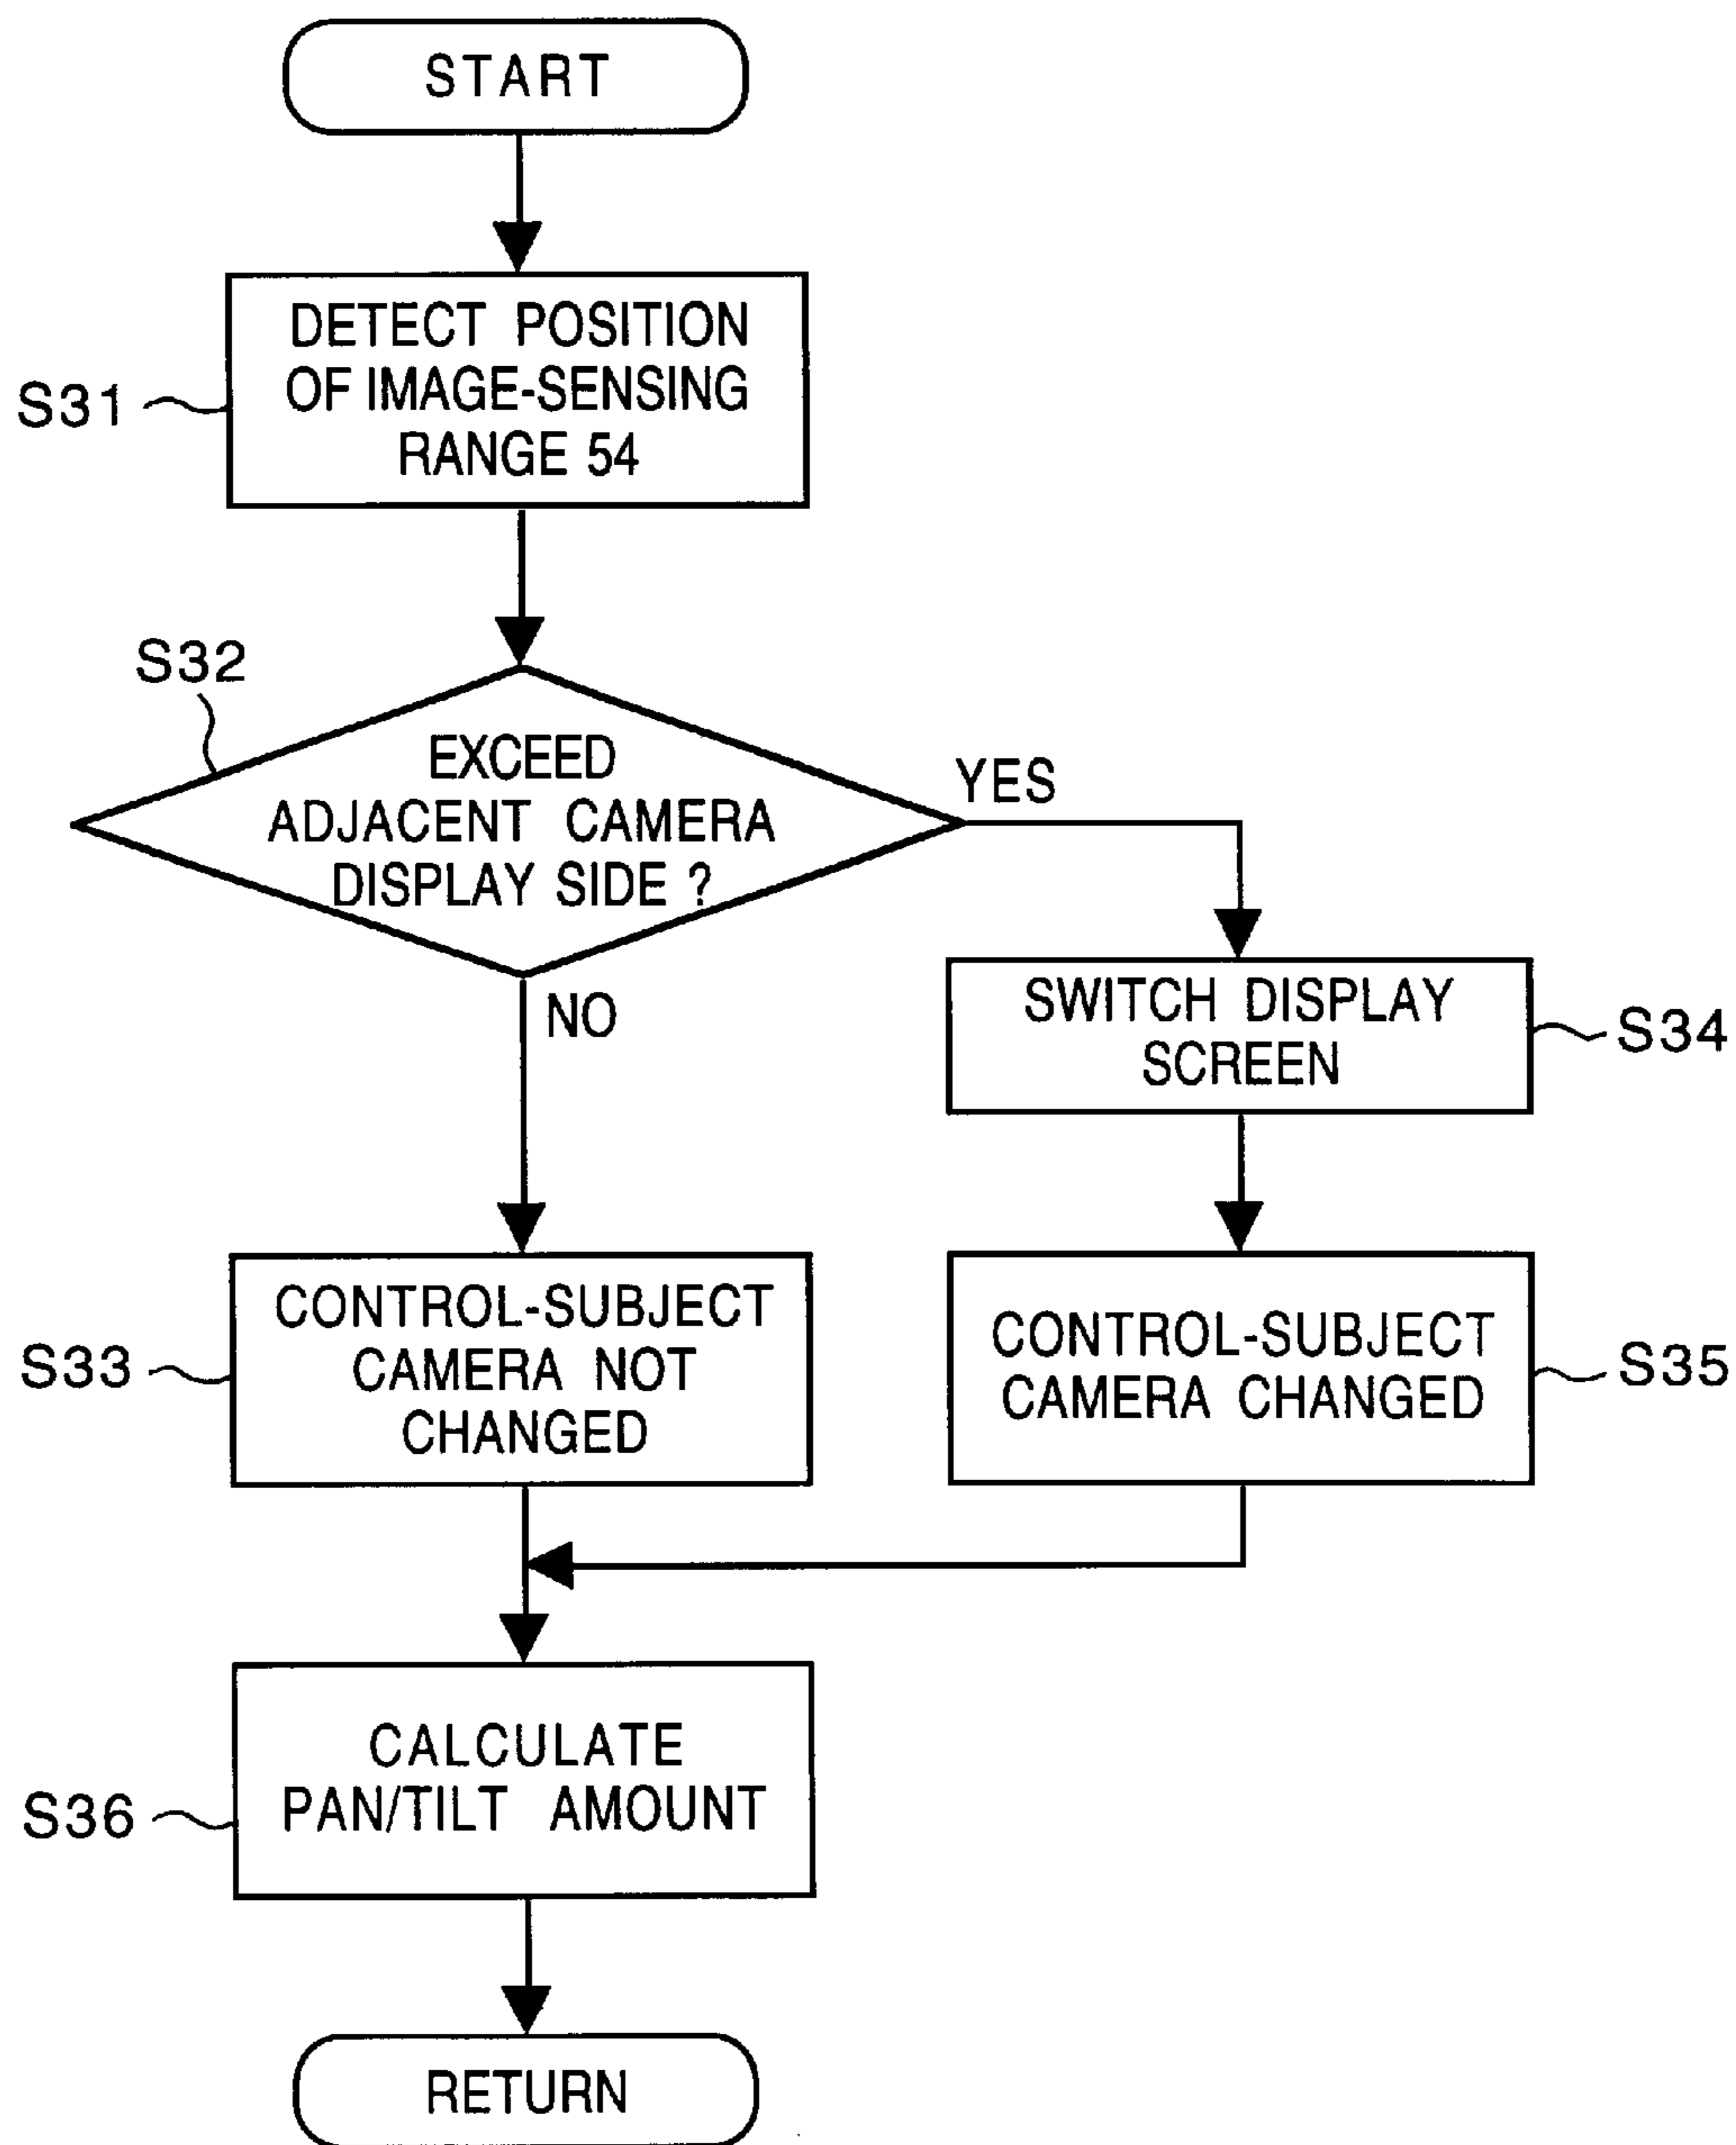 START
DETECT POSITION
OF IMAGE-SENSING
RANGE 54
S31
S32
EXCEED
ADJACENT CAMERA
DISPLAY SIDE ?
YES
NO
SWITCH DISPLAY
SCREEN
S34
CONTROL-SUBJECT
CAMERA NOT
CHANGED
S33
CONTROL-SUBJECT
CAMERA CHANGED
S35
CALCULATE
PAN/TILT AMOUNT
S36
RETURN